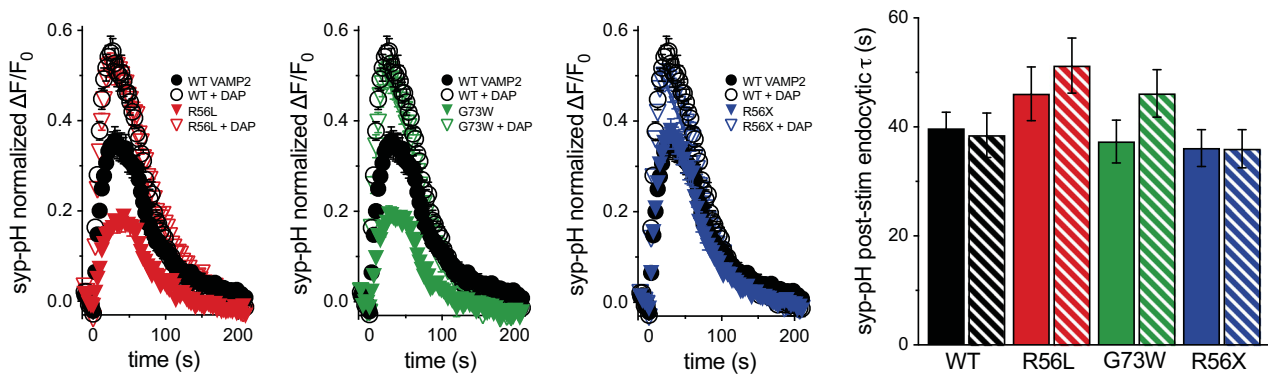 syp-pH normalized ΔF/F0
0.6
0.4
0.2
0.0
WT VAMP2
WT + DAP
R56L
R56L + DAP
0
100
200
time (s)
syp-pH normalized ΔF/F0
0.6
0.4
0.2
0.0
WT VAMP2
WT + DAP
G73W
G73W + DAP
0
100
200
time (s)
syp-pH normalized ΔF/F0
0.6
0.4
0.2
0.0
WT VAMP2
WT + DAP
R56X
R56X + DAP
0
100
200
time (s)
syp-pH post-stim endocytic τ (s)
60
40
20
0
WT
R56L
G73W
R56X